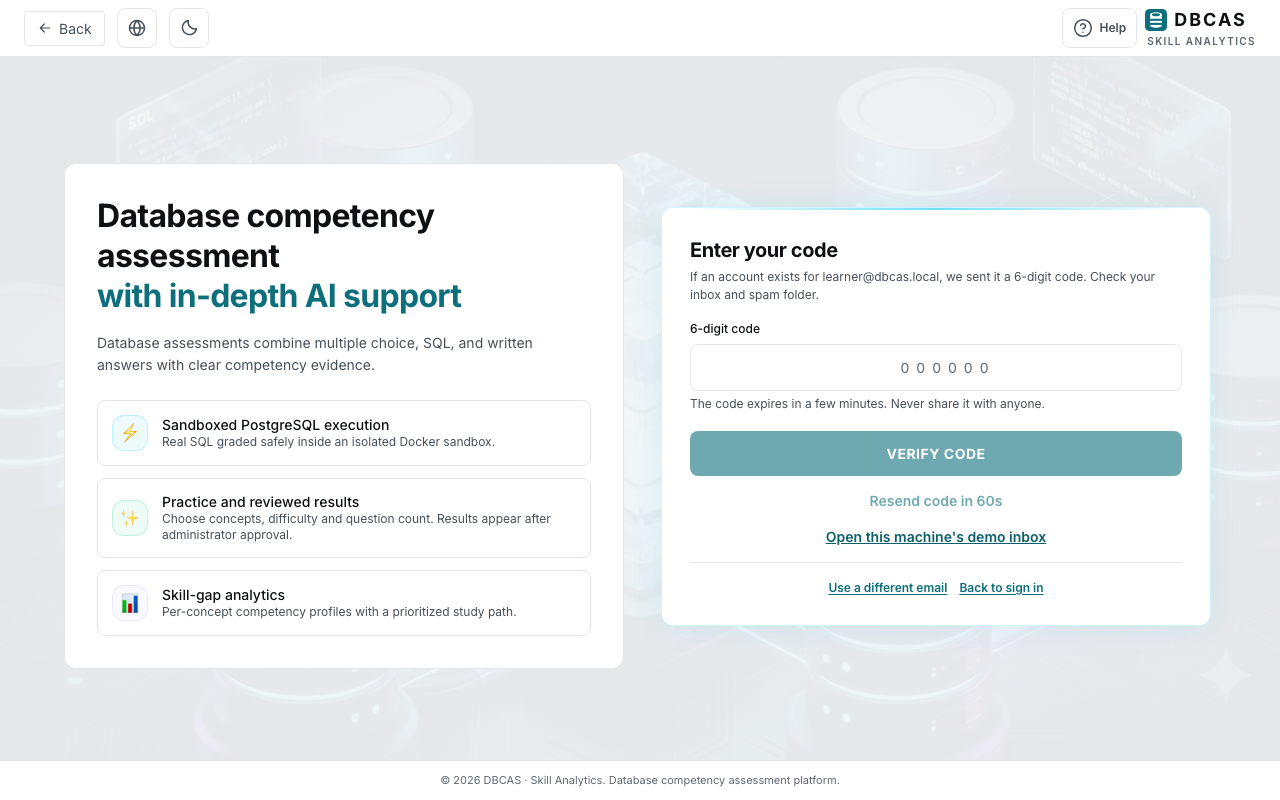 Back
Help
DBCAS
SKILL ANALYTICS
SQL
Database competency
assessment
with in-depth AI support
Database assessments combine multiple choice, SQL, and written
answers with clear competency evidence.
Sandboxed PostgreSQL execution
Real SQL graded safely inside an isolated Docker sandbox.
Practice and reviewed results
Choose concepts, difficulty and question count. Results appear after
administrator approval.
Skill-gap analytics
Per-concept competency profiles with a prioritized study path.
Enter your code
If an account exists for learner@dbcas.local, we sent it a 6-digit code. Check your
inbox and spam folder.
6-digit code
000000
The code expires in a few minutes. Never share it with anyone.
VERIFY CODE
Resend code in 60s
Open this machine's demo inbox
Use a different email Back to sign in
© 2026 DBCAS · Skill Analytics. Database competency assessment platform.